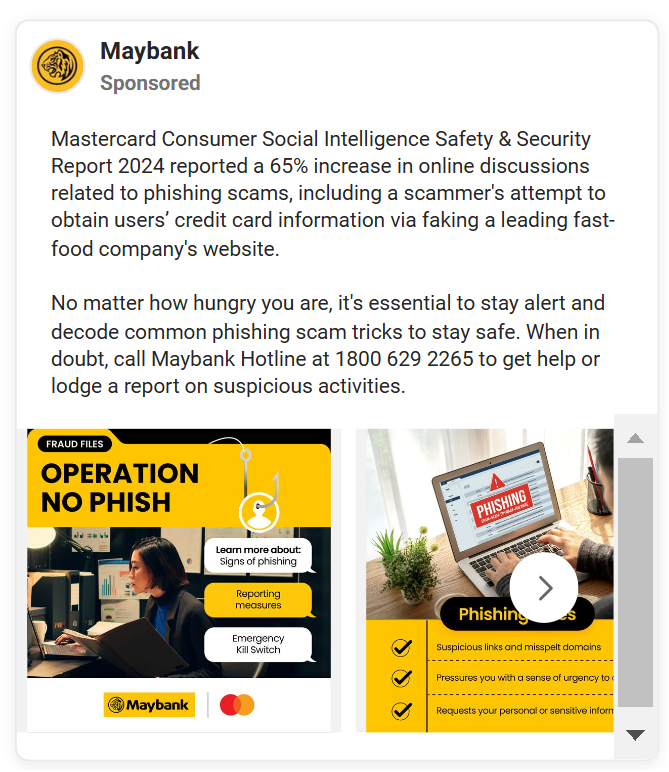 Maybank
Sponsored
Mastercard Consumer Social Intelligence Safety & Security
Report 2024 reported a 65% increase in online discussions
related to phishing scams, including a scammer's attempt to
obtain users’ credit card information via faking a leading fast-
food company's website.
No matter how hungry you are, it's essential to stay alert and
decode common phishing scam tricks to stay safe. When in
doubt, call Maybank Hotline at 1800 629 2265 to get help or
lodge a report on suspicious activities.
FRAUD FILES
OPERATION
NO PHISH
Learn more about:
Signs of phishing
Reporting
measures
Emergency
Kill Switch
Maybank
PHISHING
Phishing
Suspicious links and misspelt domains
Pressures you with a sense of urgency to
Requests your personal or sensitive